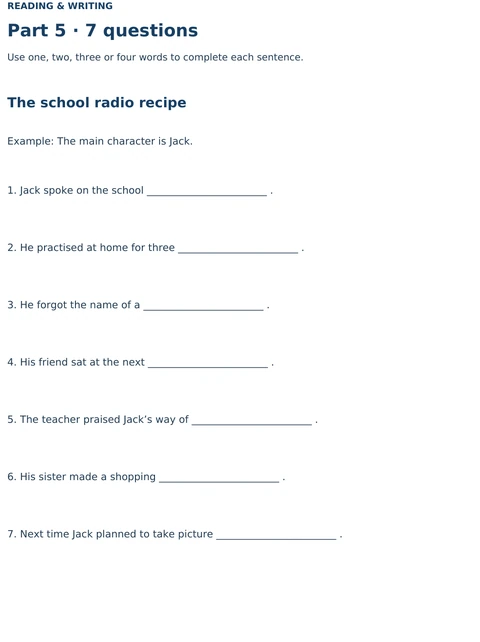 READING & WRITING
Part 5 · 7 questions
Use one, two, three or four words to complete each sentence.
The school radio recipe
Example: The main character is Jack.
1. Jack spoke on the school ______________________ .
2. He practised at home for three ______________________ .
3. He forgot the name of a ______________________ .
4. His friend sat at the next ______________________ .
5. The teacher praised Jack’s way of ______________________ .
6. His sister made a shopping ______________________ .
7. Next time Jack planned to take picture ______________________ .